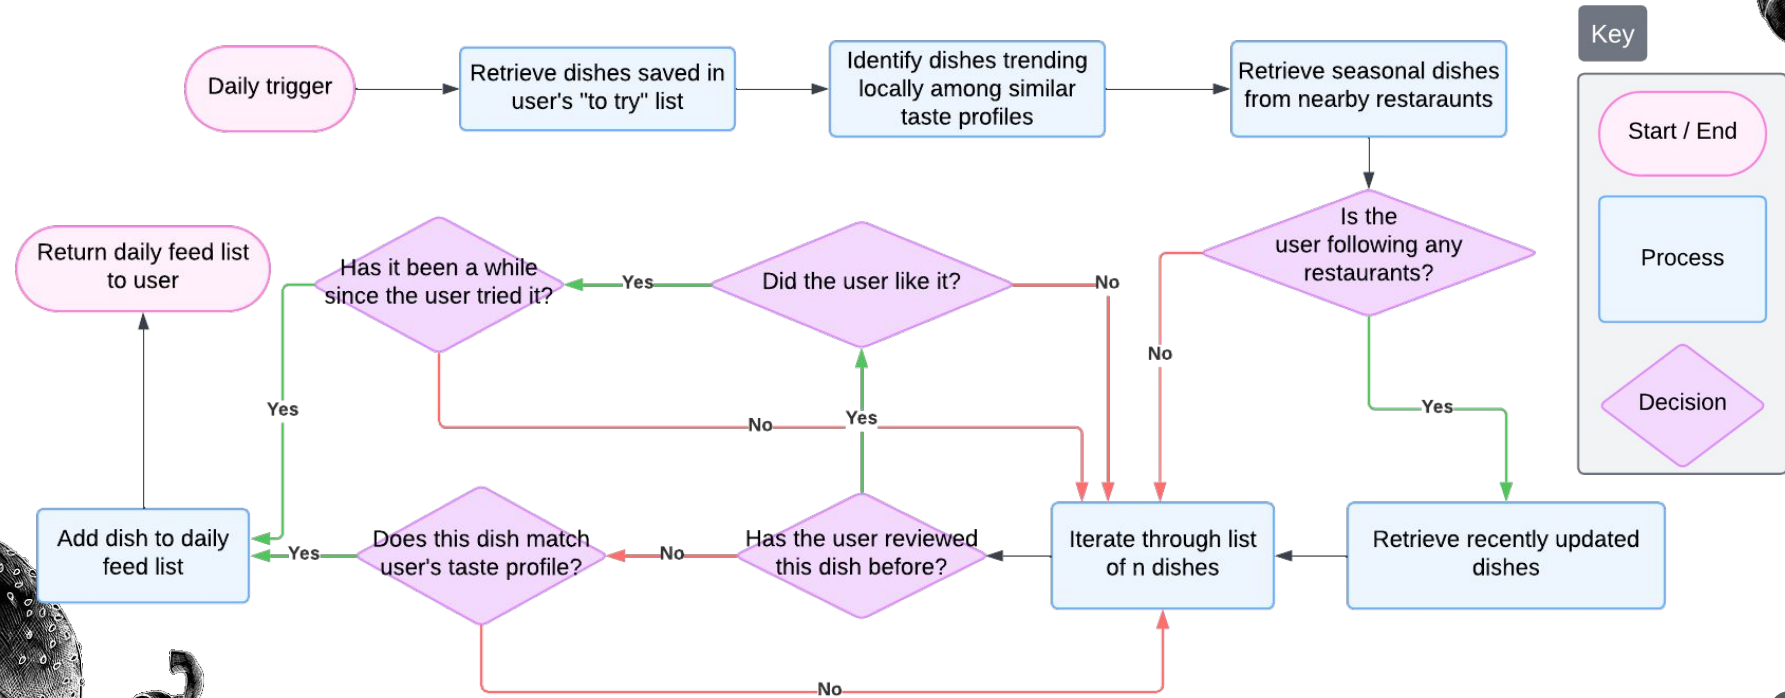 Key
Daily trigger
Retrieve dishes saved in
user's "to try" list
Identify dishes trending
locally among similar
taste profiles
Retrieve seasonal dishes
from nearby restaraunts
Start / End
Process
Decision
Is the
user following any
restaurants?
No
Yes
Return daily feed list
to user
Has it been a while
since the user tried it?
Yes
Did the user like it?
No
Yes
No
Yes
Add dish to daily
feed list
Yes
Does this dish match
user's taste profile?
No
Has the user reviewed
this dish before?
Iterate through list
of n dishes
Retrieve recently updated
dishes
No